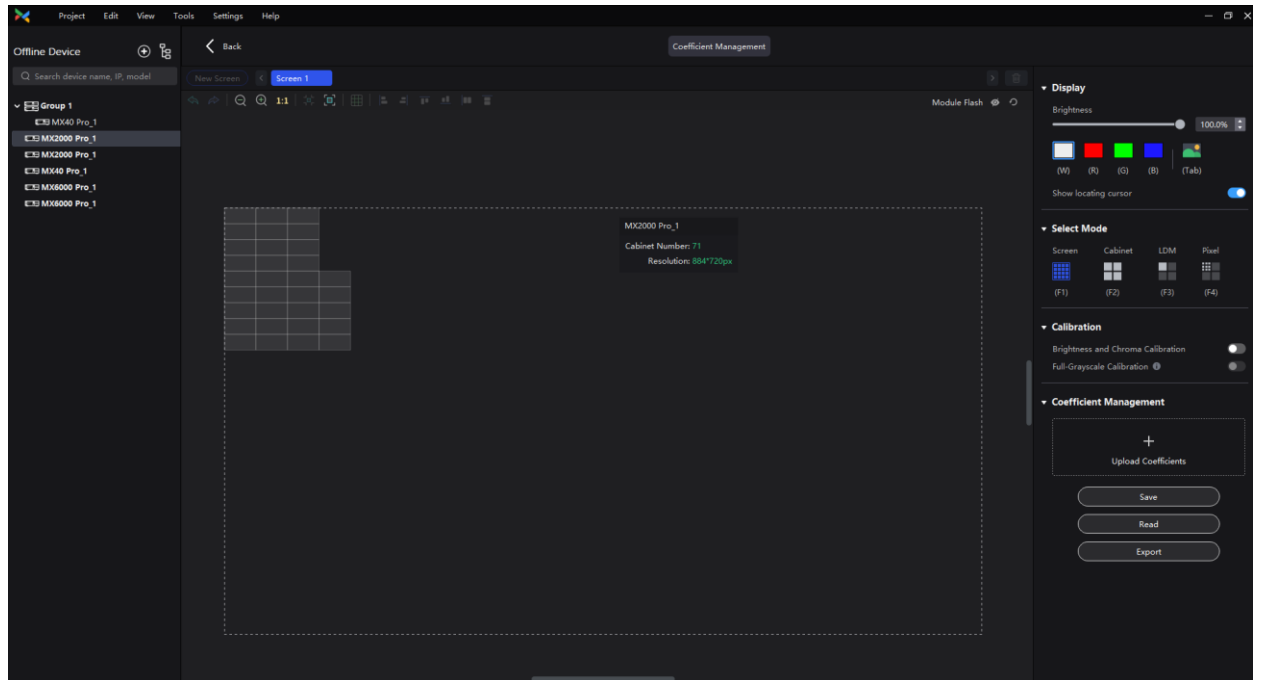 Project Edit View Tools Settings Help
Offline Device
Search device name, IP, model
Group 1
MX40 Pro_1
MX2000 Pro_1
MX2000 Pro_1
MX40 Pro_1
MX6000 Pro_1
MX6000 Pro_1
Back
Coefficient Management
New Screen
Screen 1
1:1
Module Flash
MX2000 Pro_1
Cabinet Number: 71
Resolution: 884*720px
Display
Brightness
100.0%
(W) (R) (G) (B) (Tab)
Show locating cursor
Select Mode
Screen Cabinet LDM Pixel
(F1) (F2) (F3) (F4)
Calibration
Brightness and Chroma Calibration
Full-Grayscale Calibration
Coefficient Management
Upload Coefficients
Save
Read
Export